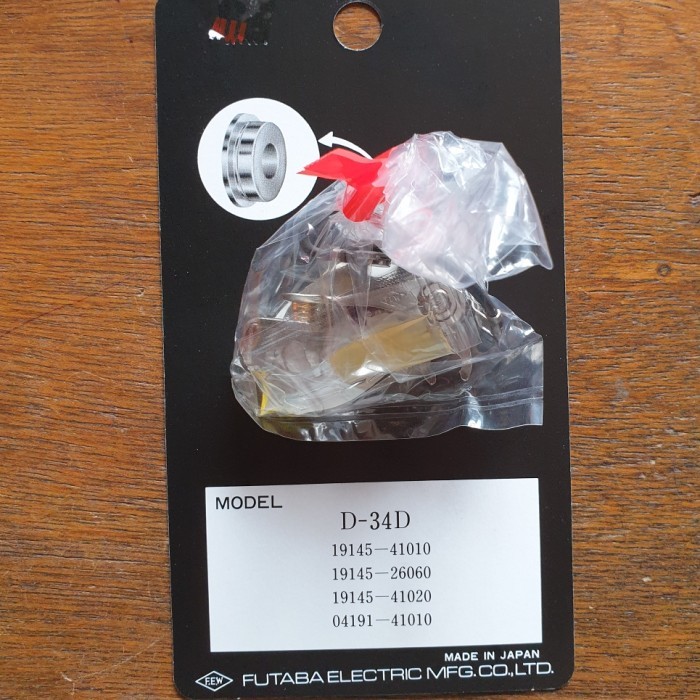 MODEL
D-34D
19145-41010
19145-26060
19145-41020
04191-41010
MADE IN JAPAN
F.E.W FUTABA ELECTRIC MFG.CO.,LTD.